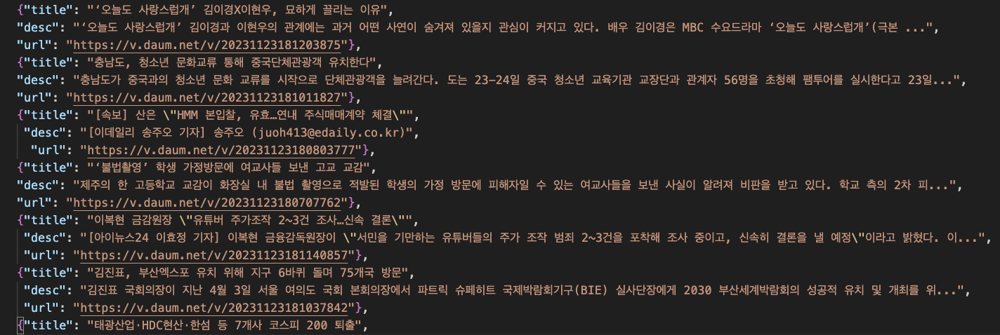 {"title": "‘오늘도 사랑스럽개’ 김이경X이현우, 묘하게 끌리는 이유",
"desc": "‘오늘도 사랑스럽개’ 김이경과 이현우의 관계에는 과거 어떤 사연이 숨겨져 있을지 관심이 커지고 있다. 배우 김이경은 MBC 수요드라마 ‘오늘도 사랑스럽개’(극본 ...",
"url": "https://v.daum.net/v/20231123181203875"},
{"title": "충남도, 청소년 문화교류 통해 중국단체관광객 유치한다",
"desc": "충남도가 중국과의 청소년 문화 교류를 시작으로 단체관광객을 늘려간다. 도는 23-24일 중국 청소년 교육기관 교장단과 관계자 56명을 초청해 팸투어를 실시한다고 23일...",
"url": "https://v.daum.net/v/20231123181011827"},
{"title": "[속보] 산은 \"HMM 본입찰, 유효…연내 주식매매계약 체결\"",
"desc": "[이데일리 송주오 기자] 송주오 (juoh413@edaily.co.kr)",
"url": "https://v.daum.net/v/20231123180803777"},
{"title": "‘불법촬영’ 학생 가정방문에 여교사들 보낸 고교 교감",
"desc": "제주의 한 고등학교 교감이 화장실 내 불법 촬영으로 적발된 학생의 가정 방문에 피해자일 수 있는 여교사들을 보낸 사실이 알려져 비판을 받고 있다. 학교 측의 2차 피...",
"url": "https://v.daum.net/v/20231123180707762"},
{"title": "이복현 금감원장 \"유튜버 주가조작 2~3건 조사…신속 결론\"",
"desc": "[아이뉴스24 이효정 기자] 이복현 금융감독원장이 \"서민을 기만하는 유튜버들의 주가 조작 범죄 2~3건을 포착해 조사 중이고, 신속히 결론을 낼 예정\"이라고 밝혔다. 이...",
"url": "https://v.daum.net/v/20231123181140857"},
{"title": "김진표, 부산엑스포 유치 위해 지구 6바퀴 돌며 75개국 방문",
"desc": "김진표 국회의장이 지난 4월 3일 서울 여의도 국회 본회의장에서 파트릭 슈페히트 국제박람회기구(BIE) 실사단장에게 2030 부산세계박람회의 성공적 유치 및 개최를 위...",
"url": "https://v.daum.net/v/20231123181037842"},
{"title": "태광산업·HDC현산·한섬 등 7개사 코스피 200 퇴출",